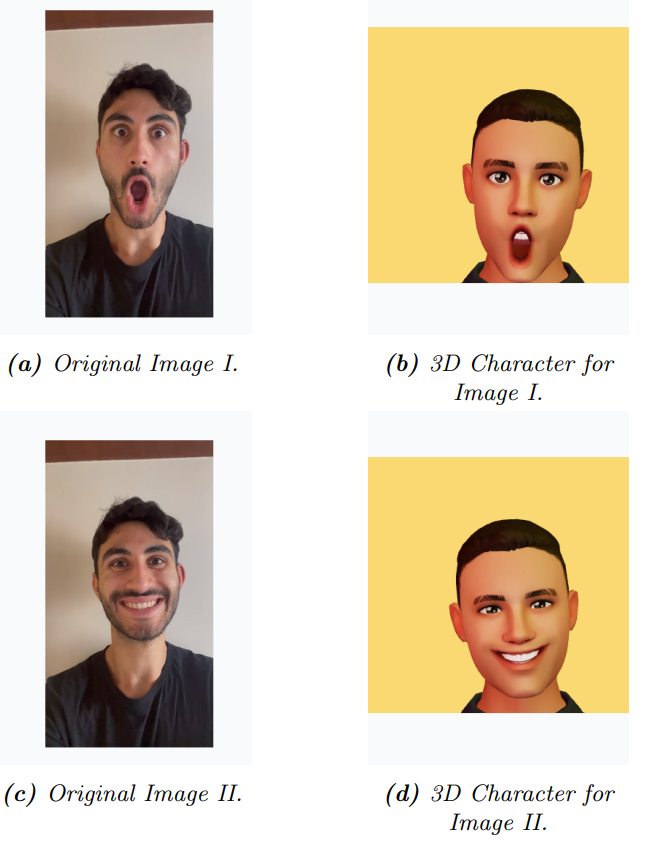 (a) Original Image I.
(b) 3D Character for
Image I.
(c) Original Image II.
(d) 3D Character for
Image II.